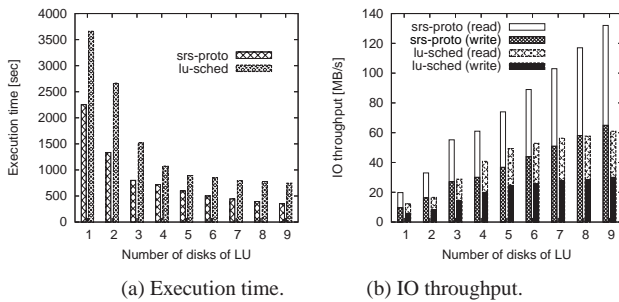 4000
3500
3000
2500
2000
1500
1000
500
0
Execution time
[sec]
srs-proto
lu-sched
1 2 3 4 5 6 7 8 9
Number of disks of LU
(a) Execution time.
140
120
100
80
60
40
20
0
IO throughput [MB/s]
srs-proto (read)
srs-proto (write)
lu-sched (read)
lu-sched (write)
1 2 3 4 5 6 7 8 9
Number of disks of LU
(b) IO throughput.